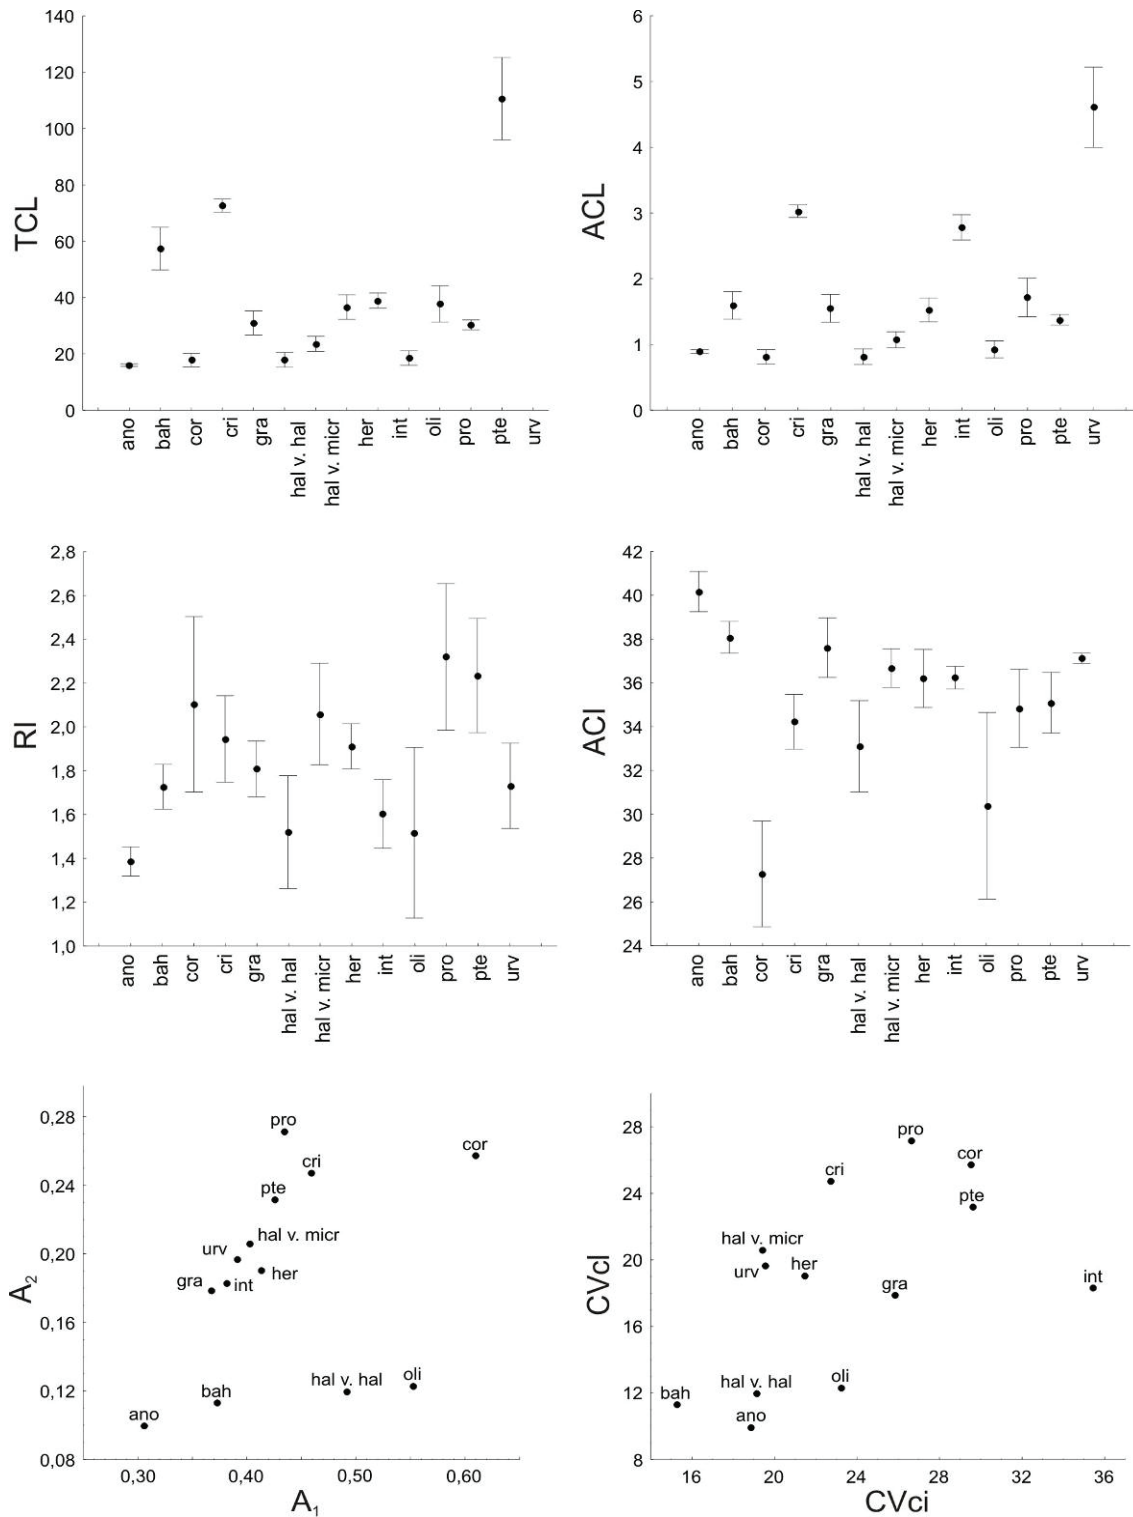 140
120
100
80
60
40
20
0
TCL
ano
bah
cor
cri
gra
hal v. hal
hal v. micr
her
int
oli
pro
pte
urv
6
5
4
3
2
1
0
ACL
ano
bah
cor
cri
gra
hal v. hal
hal v. micr
her
int
oli
pro
pte
urv
2,8
2,6
2,4
2,2
2,0
1,8
1,6
1,4
1,2
1,0
RI
ano
bah
cor
cri
gra
hal v. hal
hal v. micr
her
int
oli
pro
pte
urv
42
40
38
36
34
32
30
28
26
24
ACI
ano
bah
cor
cri
gra
hal v. hal
hal v. micr
her
int
oli
pro
pte
urv
0,28
0,24
0,20
0,16
0,12
0,08
A₂
pro
cor
cri
pte
hal v. micr
urv
her
gra
int
hal v. hal
oli
bah
ano
0,30 0,40 0,50 0,60
A₁
28
24
20
16
12
8
CVcl
pro
cor
cri
pte
hal v. micr
urv
her
int
gra
oli
hal v. hal
bah
ano
16 20 24 28 32 36
CVci